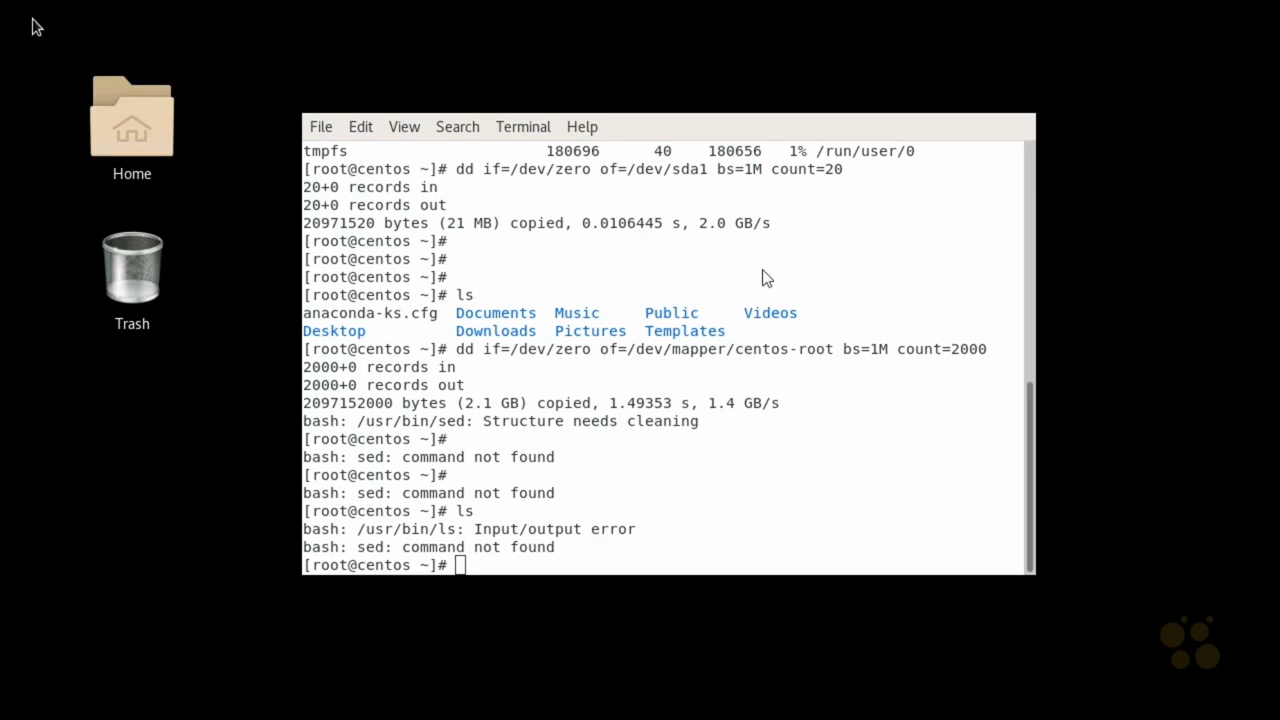 Home
Trash
File Edit View Search Terminal Help
tmpfs                      180696      40    180656   1% /run/user/0
[root@centos ~]# dd if=/dev/zero of=/dev/sda1 bs=1M count=20
20+0 records in
20+0 records out
20971520 bytes (21 MB) copied, 0.0106445 s, 2.0 GB/s
[root@centos ~]#
[root@centos ~]#
[root@centos ~]#
[root@centos ~]# ls
anaconda-ks.cfg  Documents  Music     Public     Videos
Desktop          Downloads  Pictures  Templates
[root@centos ~]# dd if=/dev/zero of=/dev/mapper/centos-root bs=1M count=2000
2000+0 records in
2000+0 records out
2097152000 bytes (2.1 GB) copied, 1.49353 s, 1.4 GB/s
bash: /usr/bin/sed: Structure needs cleaning
[root@centos ~]#
bash: sed: command not found
[root@centos ~]#
bash: sed: command not found
[root@centos ~]# ls
bash: /usr/bin/ls: Input/output error
bash: sed: command not found
[root@centos ~]#